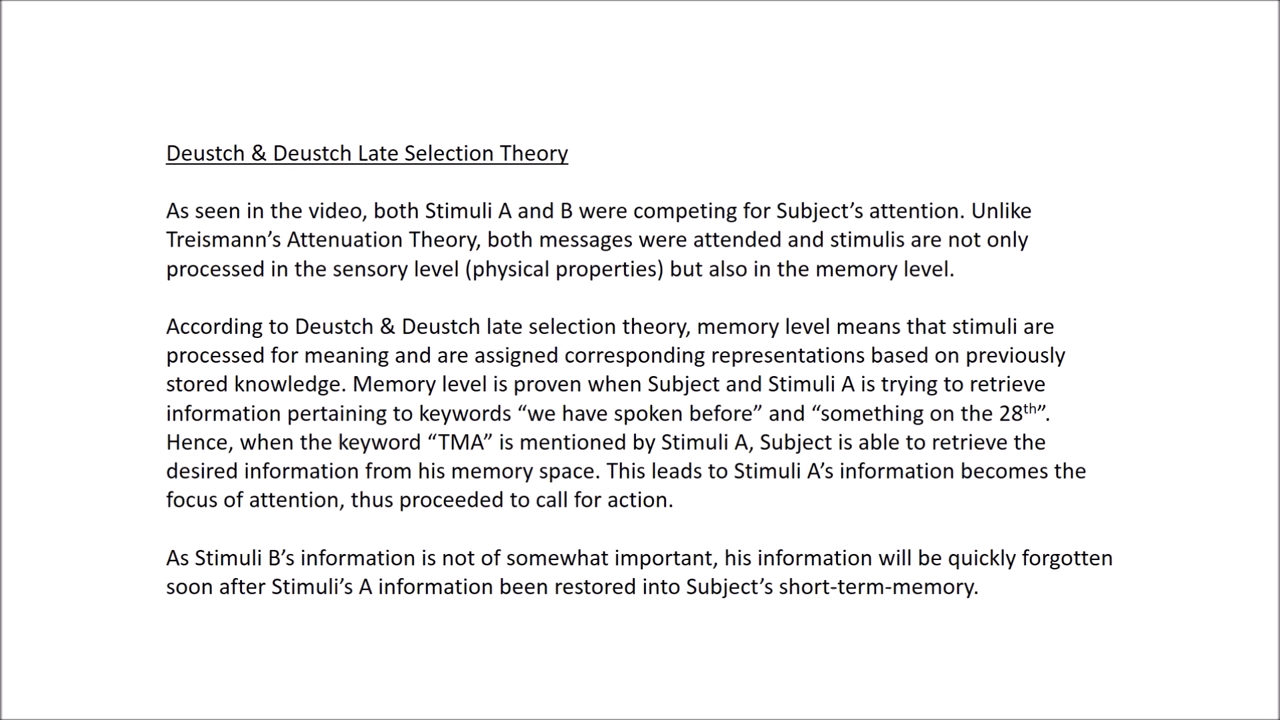 Deustch & Deustch Late Selection Theory
As seen in the video, both Stimuli A and B were competing for Subject’s attention. Unlike
Treismann’s Attenuation Theory, both messages were attended and stimulis are not only
processed in the sensory level (physical properties) but also in the memory level.
According to Deustch & Deustch late selection theory, memory level means that stimuli are
processed for meaning and are assigned corresponding representations based on previously
stored knowledge. Memory level is proven when Subject and Stimuli A is trying to retrieve
information pertaining to keywords “we have spoken before” and “something on the 28th”.
Hence, when the keyword “TMA” is mentioned by Stimuli A, Subject is able to retrieve the
desired information from his memory space. This leads to Stimuli A’s information becomes the
focus of attention, thus proceeded to call for action.
As Stimuli B’s information is not of somewhat important, his information will be quickly forgotten
soon after Stimuli’s A information been restored into Subject’s short-term-memory.